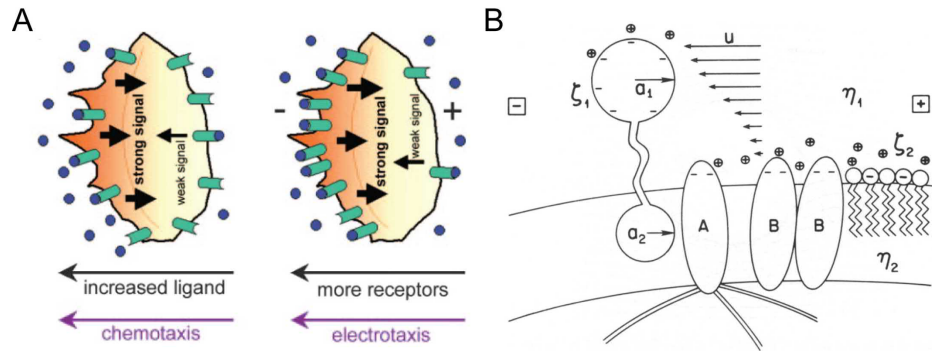 A
strong signal
weak signal
increased ligand
chemotaxis
-
+
strong signal
weak signal
more receptors
electrotaxis
B
u
ζ₁
a₁
η₁
-
+
ζ₂
a₂
A
B
B
η₂